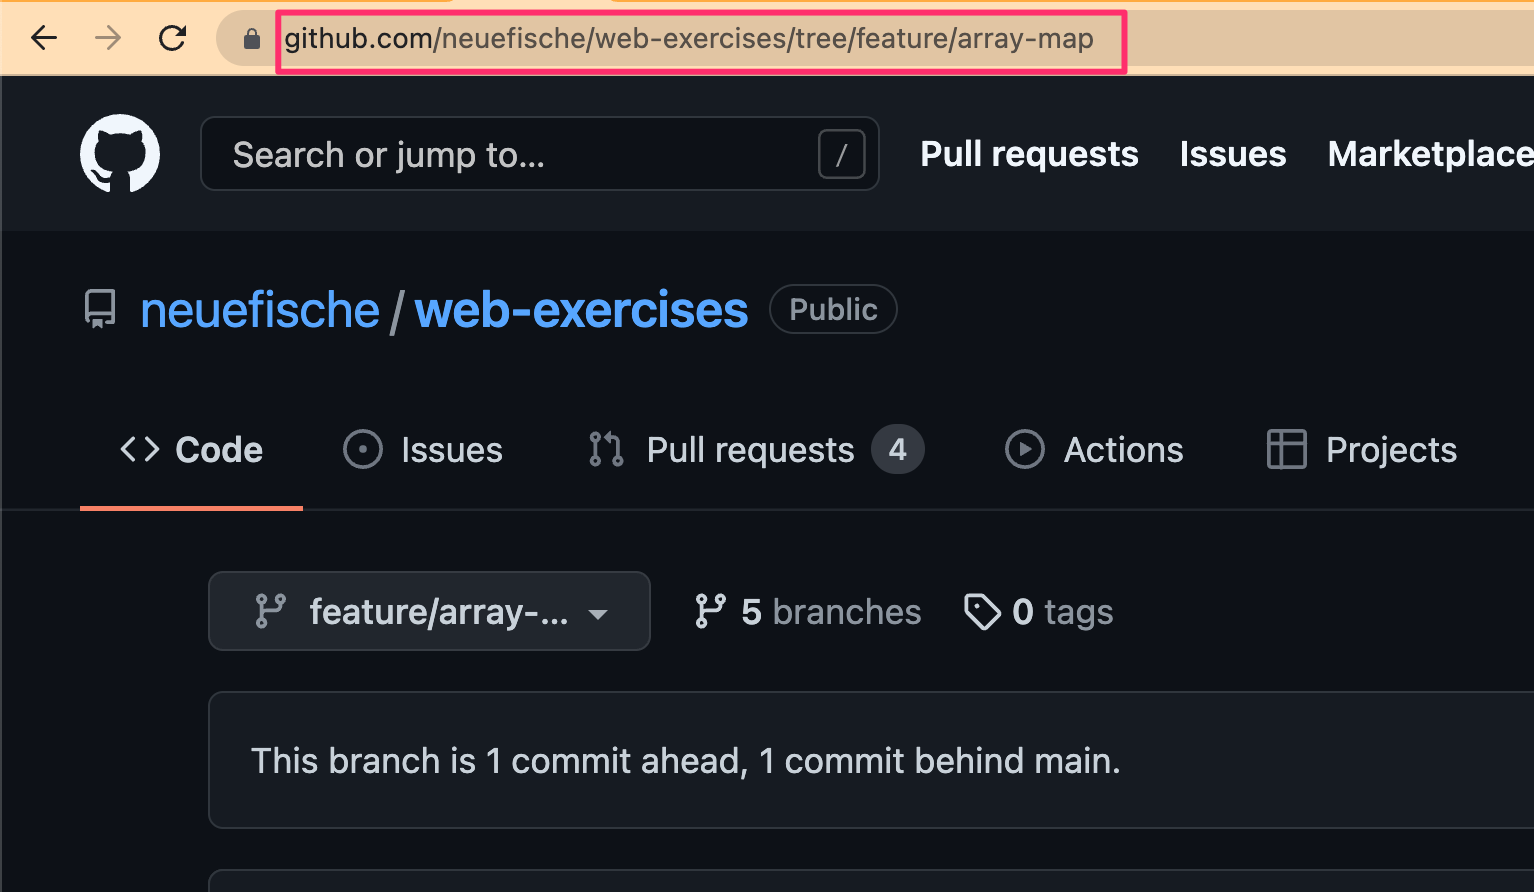 github.com/neuefische/web-exercises/tree/feature/array-map
Search or jump to... / Pull requests Issues Marketplace
neuefische / web-exercises Public
Code Issues Pull requests 4 Actions Projects
feature/array-... 5 branches 0 tags
This branch is 1 commit ahead, 1 commit behind main.